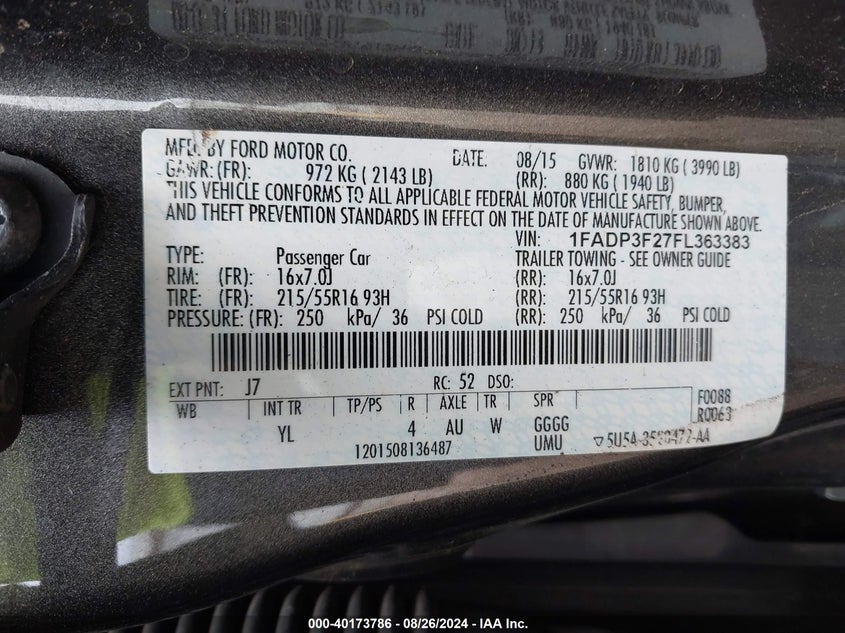 MFD. BY FORD MOTOR CO. DATE: 08/15 GVWR: 1810 KG ( 3990 LB)
GAWR: (FR): 972 KG ( 2143 LB) (RR): 880 KG ( 1940 LB)
THIS VEHICLE CONFORMS TO ALL APPLICABLE FEDERAL MOTOR VEHICLE SAFETY, BUMPER,
AND THEFT PREVENTION STANDARDS IN EFFECT ON THE DATE OF MANUFACTURE SHOWN ABOVE.
VIN: 1FADP3F27FL363383
TYPE: Passenger Car TRAILER TOWING - SEE OWNER GUIDE
RIM: (FR): 16x7.0J (RR): 16x7.0J
TIRE: (FR): 215/55R16 93H (RR): 215/55R16 93H
PRESSURE: (FR): 250 kPa/ 36 PSI COLD (RR): 250 kPa/ 36 PSI COLD
EXT PNT: J7 RC: 52 DSO:
WB INT TR TP/PS R AXLE TR SPR F0088
YL 4 AU W GGGG R0063
1201508136487 UMU
000-40173786 - 08/26/2024 - IAA Inc.